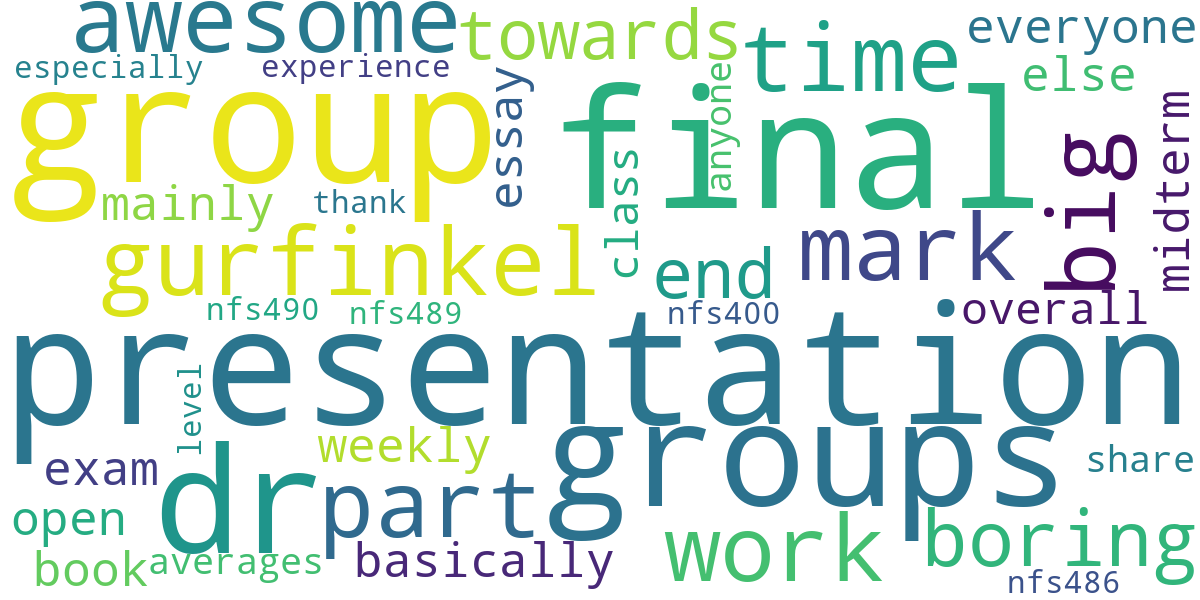 awesome
towards
time
everyone
especially
experience
essay
anyone
else
group
final
big
midterm
mainly
thank
class
gurfinkel
end
mark
nfs490
nfs489
nfs400
overall
presentation
level
weekly
groups
exam
dr
part
share
open
work
boring
book
averages
basically
nfs486